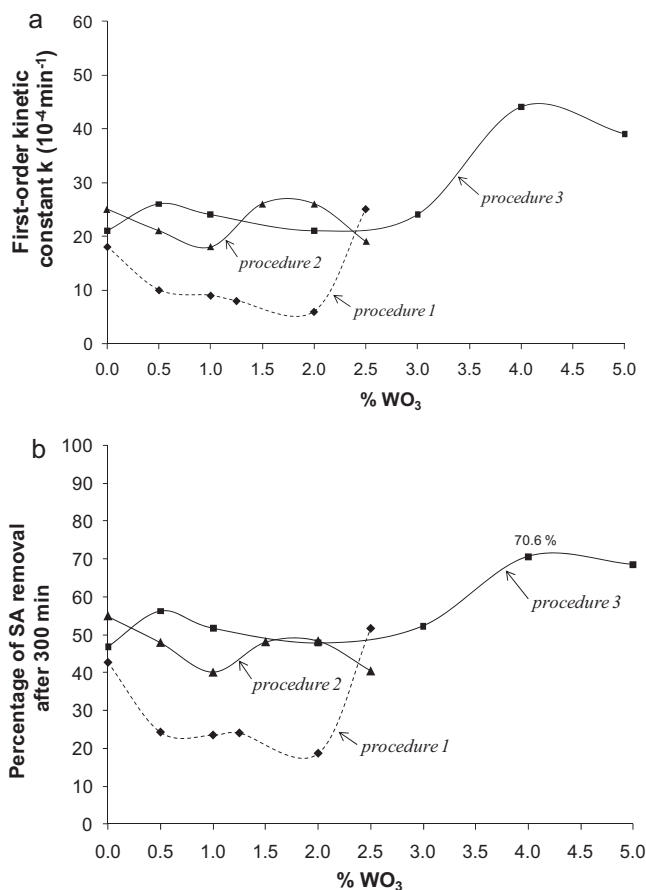 a
First-order kinetic
constant k (10⁻⁴min⁻¹)
60
50
40
30
20
10
0
procedure 3
procedure 2
procedure 1
0.0 0.5 1.0 1.5 2.0 2.5 3.0 3.5 4.0 4.5 5.0
% WO₃
b
Percentage of SA removal
after 300 min
100
90
80
70
60
50
40
30
20
10
0
70.6 %
procedure 3
procedure 2
procedure 1
0.0 0.5 1.0 1.5 2.0 2.5 3.0 3.5 4.0 4.5 5.0
% WO₃